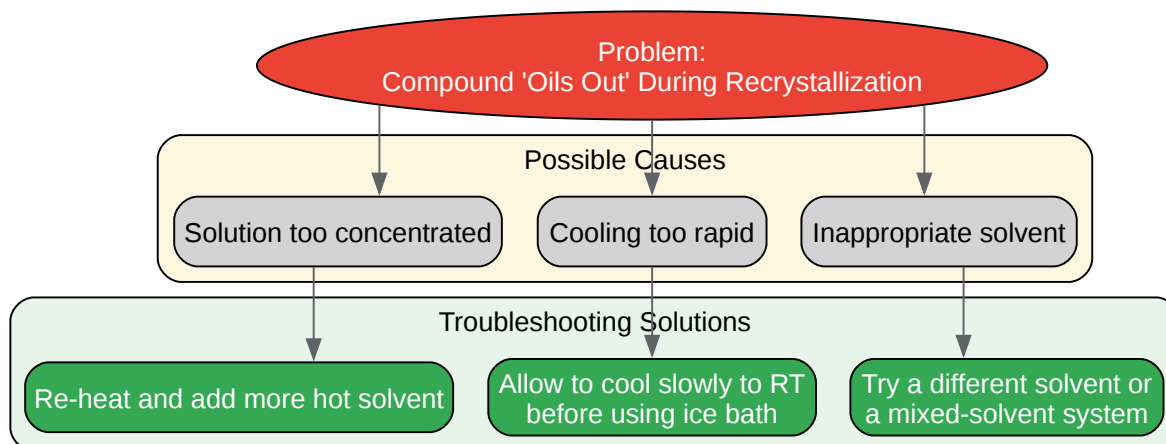 Problem:
Compound 'Oils Out' During Recrystallization
Possible Causes
Solution too concentrated
Cooling too rapid
Inappropriate solvent
Troubleshooting Solutions
Re-heat and add more hot solvent
Allow to cool slowly to RT
before using ice bath
Try a different solvent or
a mixed-solvent system